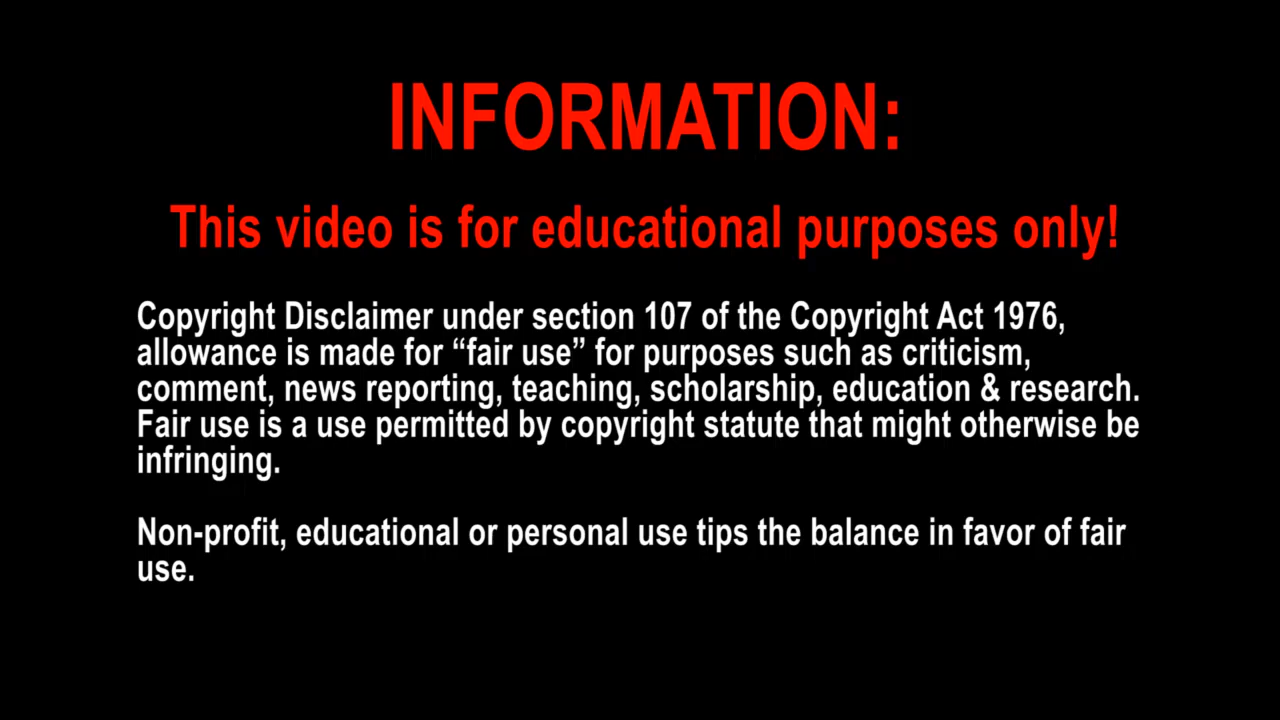 INFORMATION:
This video is for educational purposes only!
Copyright Disclaimer under section 107 of the Copyright Act 1976,
allowance is made for “fair use” for purposes such as criticism,
comment, news reporting, teaching, scholarship, education & research.
Fair use is a use permitted by copyright statute that might otherwise be
infringing.
Non-profit, educational or personal use tips the balance in favor of fair
use.